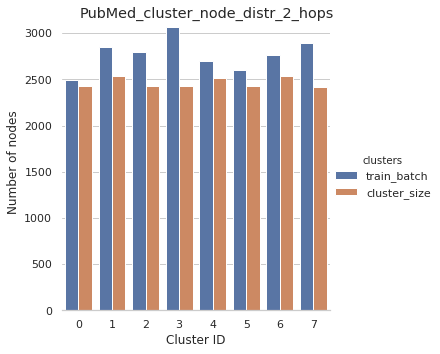 PubMed_cluster_node_distr_2_hops
Number of nodes
3000
2500
2000
1500
1000
500
0
0 1 2 3 4 5 6 7
Cluster ID
clusters
train_batch
cluster_size